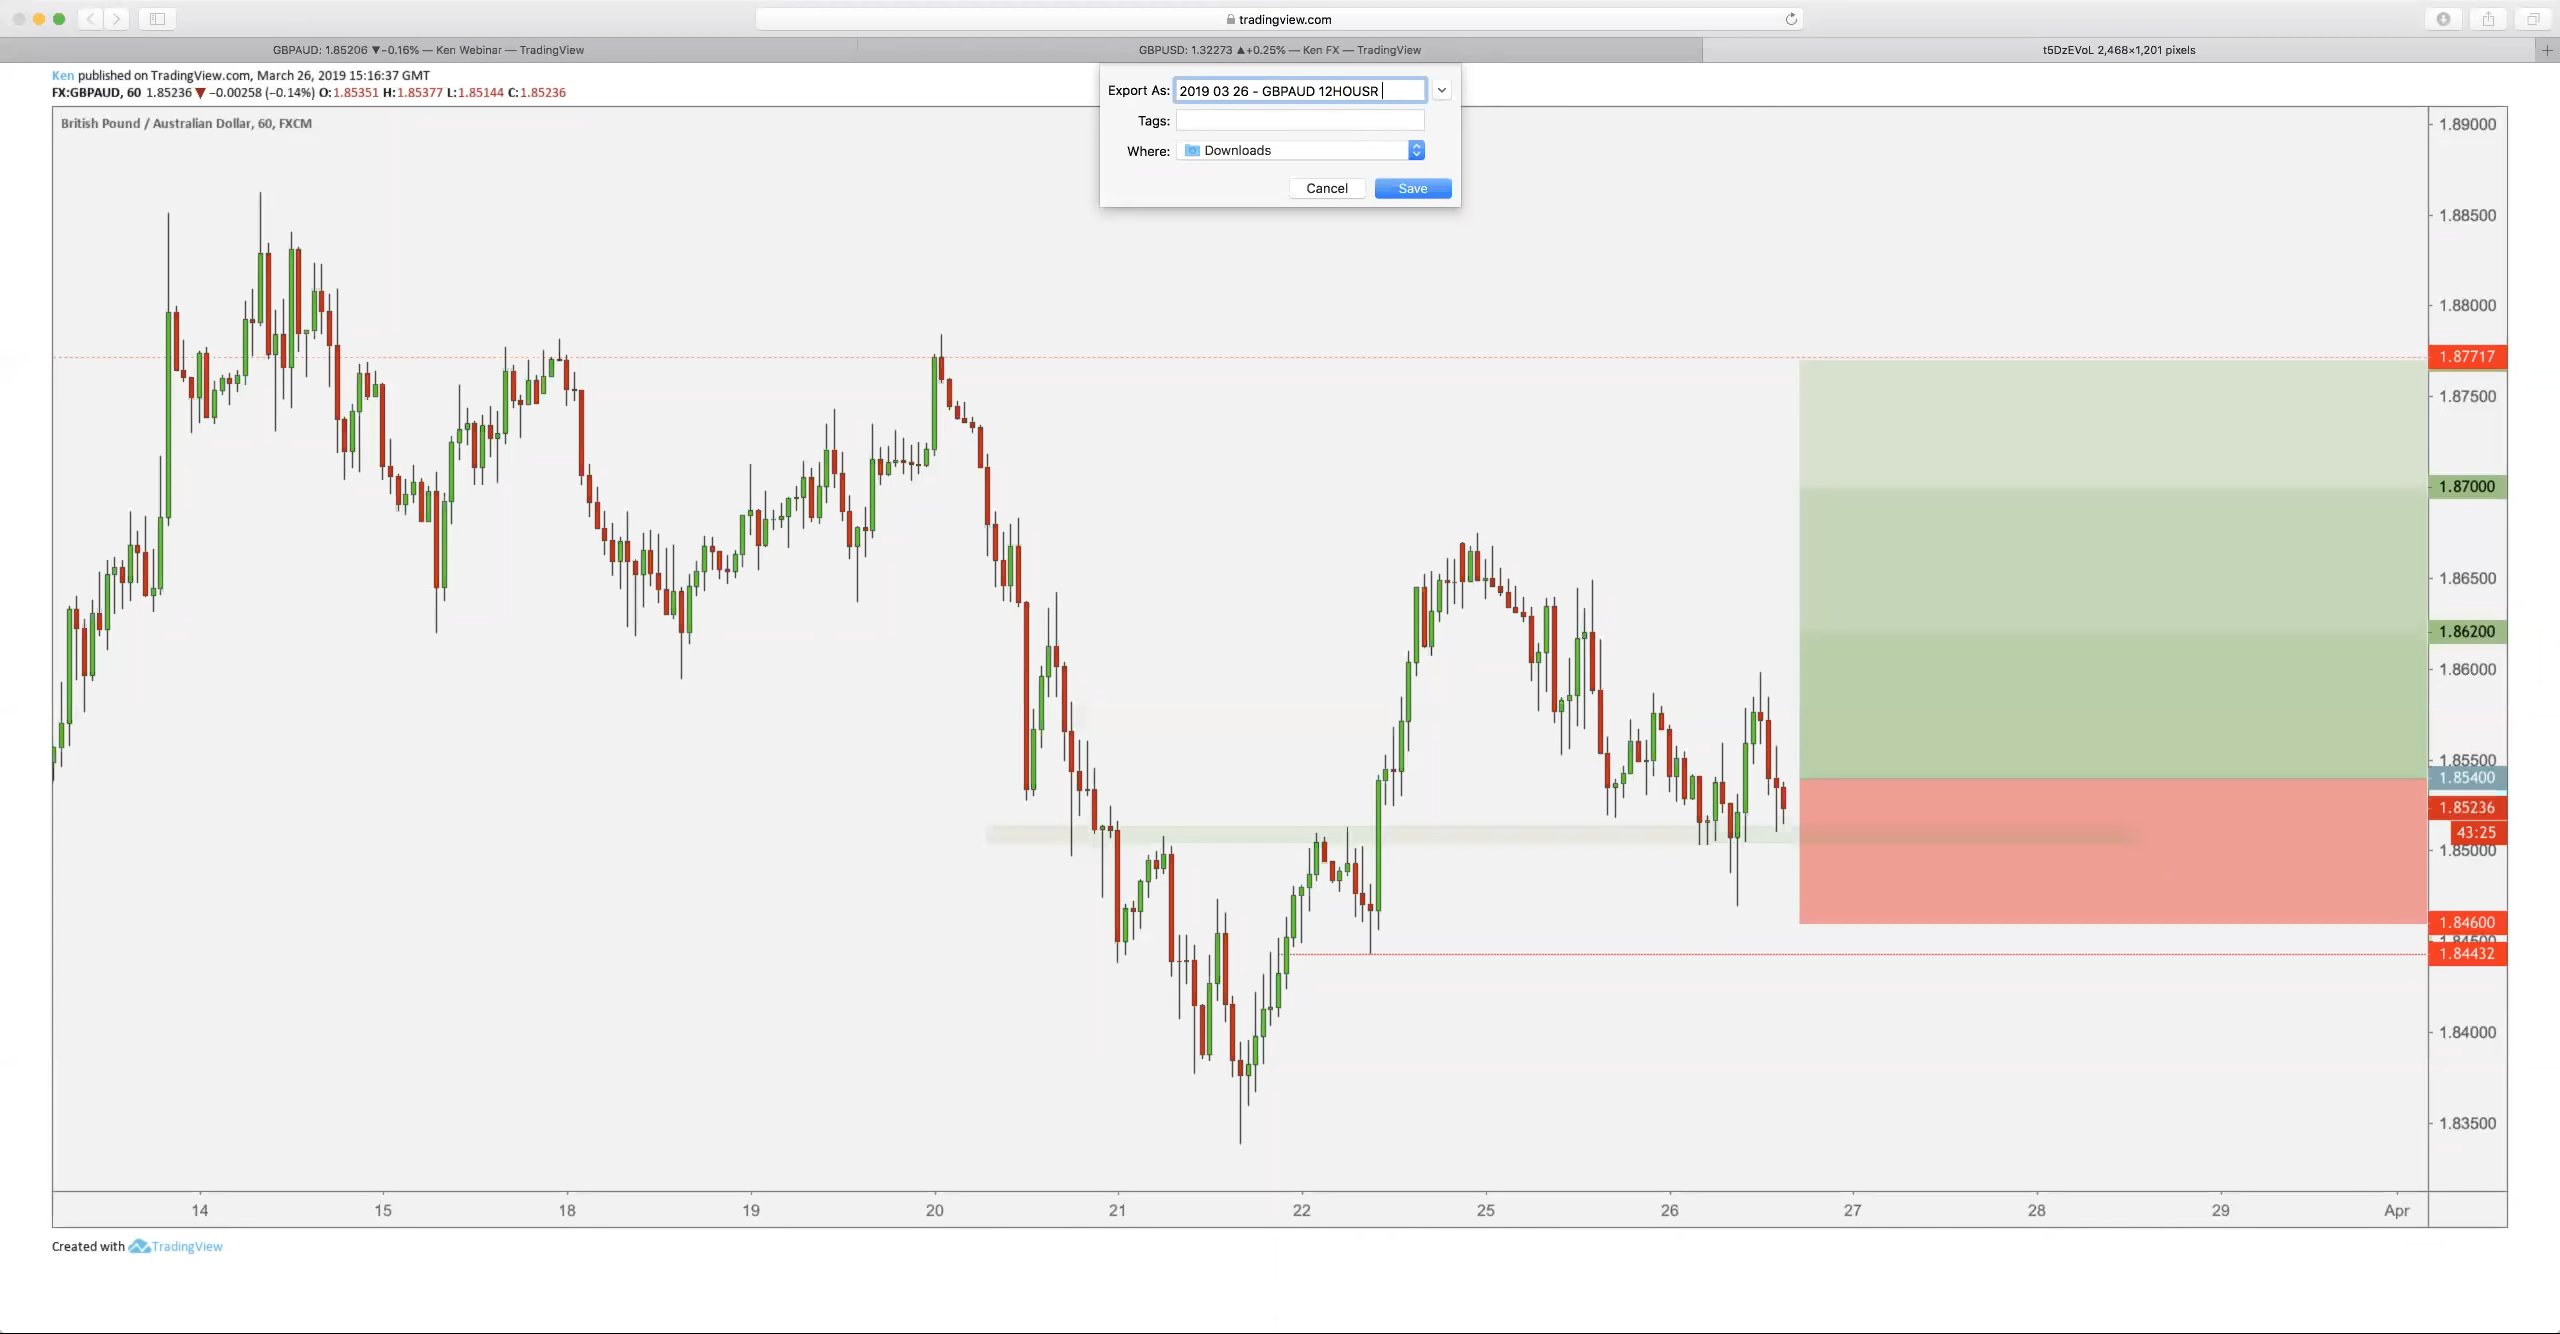 tradingview.com
GBPAUD: 1.85206 ▼−0.16% — Ken Webinar — TradingView
GBPUSD: 1.32273 ▲+0.25% — Ken FX — TradingView
t5DzEVoL 2,468×1,201 pixels
Ken published on TradingView.com, March 26, 2019 15:16:37 GMT
FX:GBPAUD, 60 1.85236 ▼ −0.00258 (−0.14%) O:1.85351 H:1.85377 L:1.85144 C:1.85236
Export As: 2019 03 26 - GBPAUD 12HOUSR
Tags:
Where: Downloads
Cancel Save
British Pound / Australian Dollar, 60, FXCM
1.89000
1.88500
1.88000
1.87717
1.87500
1.87000
1.86500
1.86200
1.86000
1.85500
1.85400
1.85236
43:25
1.85000
1.84600
1.84500
1.84432
1.84000
1.83500
14 15 18 19 20 21 22 25 26 27 28 29 Apr
Created with TradingView